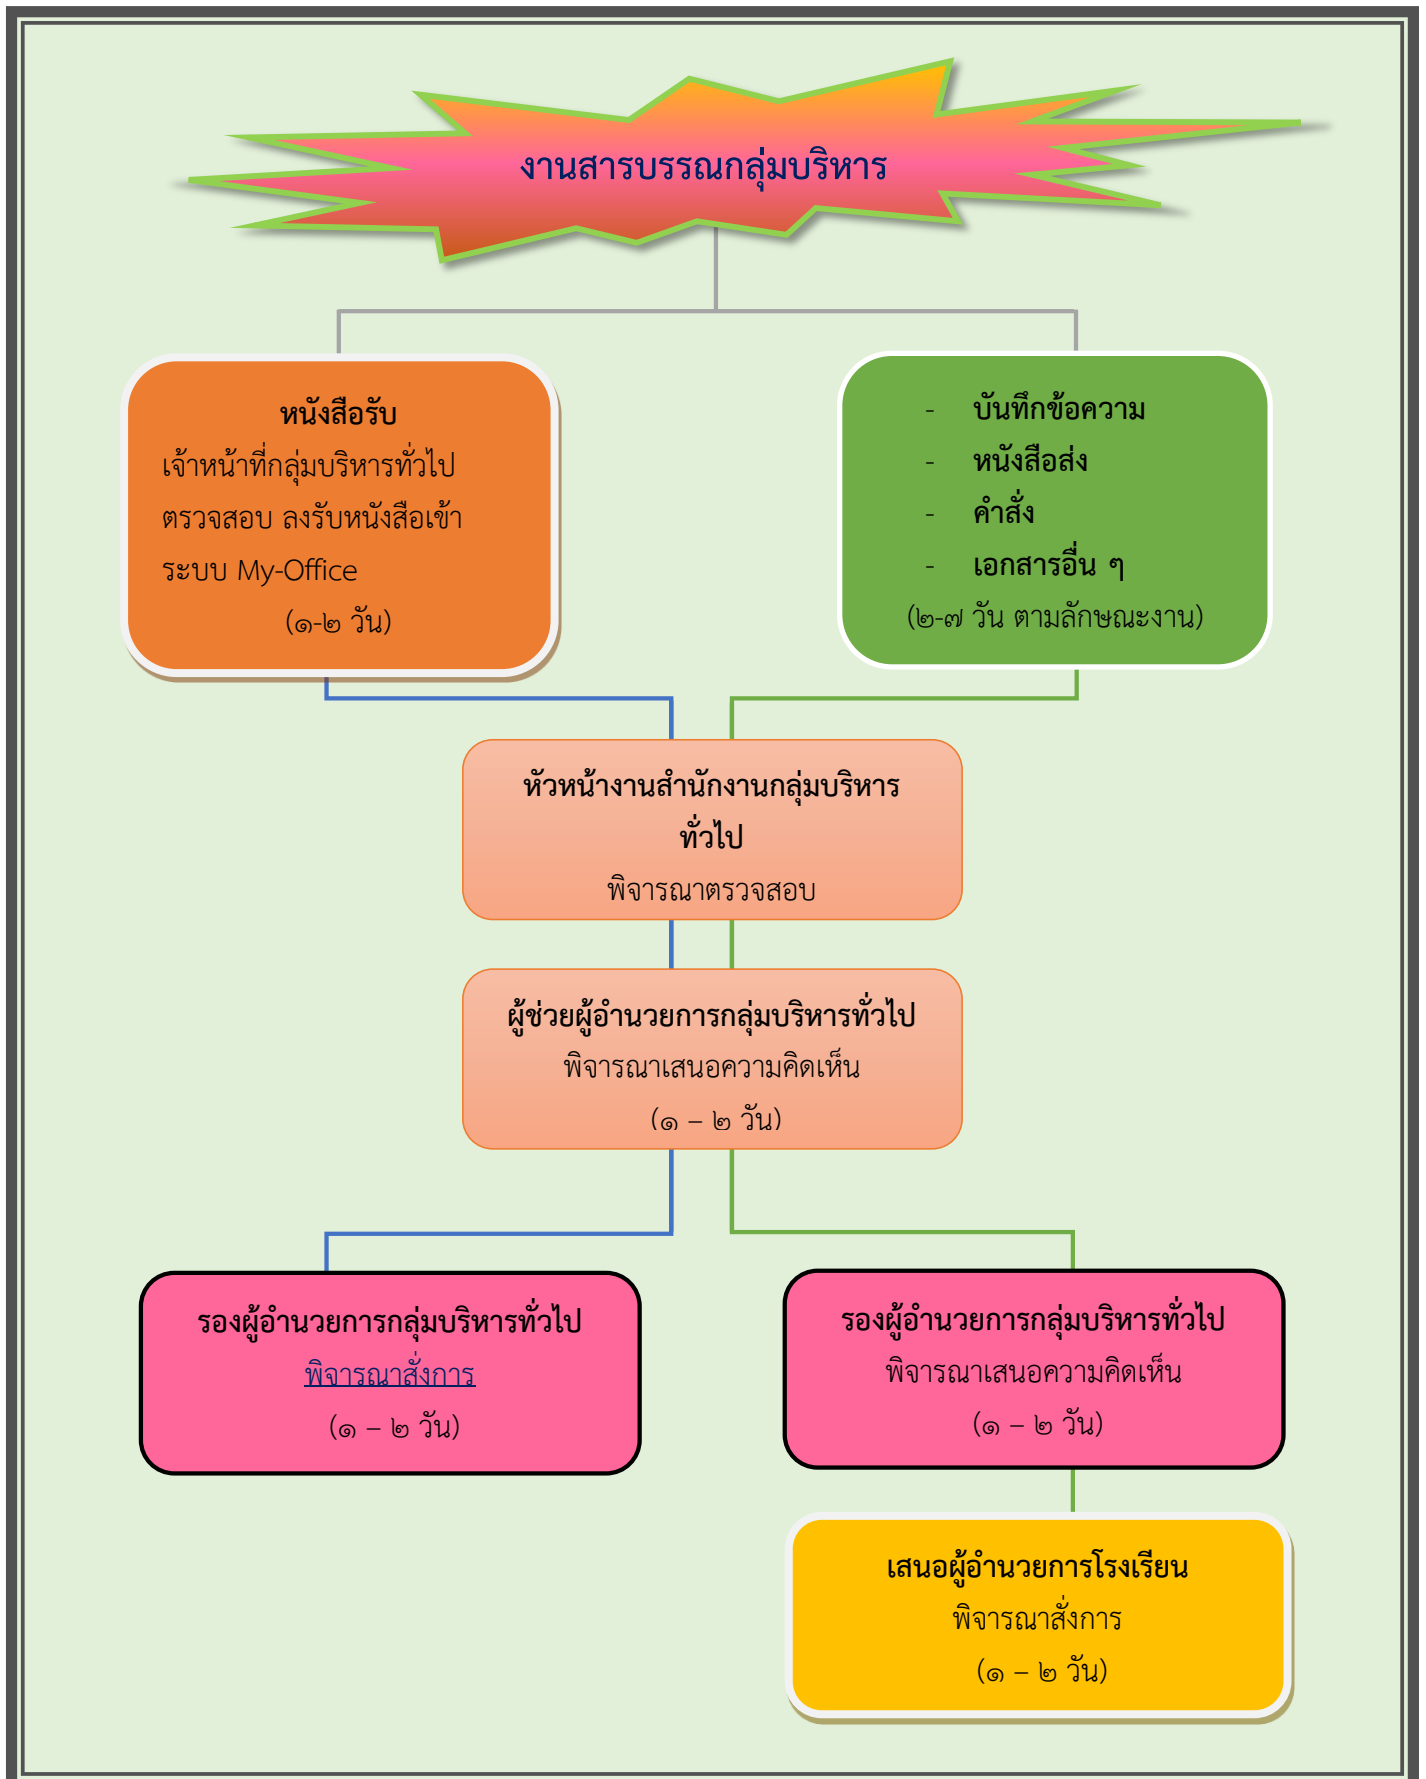 งานสารบรรณกลุ่มบริหาร
หนังสือรับ
เจ้าหน้าที่กลุ่มบริหารทั่วไป
ตรวจสอบ ลงรับหนังสือเข้า
ระบบ My-Office
(๑-๒ วัน)
- บันทึกข้อความ
- หนังสือส่ง
- คำสั่ง
- เอกสารอื่น ๆ
(๒-๗ วัน ตามลักษณะงาน)
หัวหน้างานสำนักงานกลุ่มบริหาร
ทั่วไป
พิจารณาตรวจสอบ
ผู้ช่วยผู้อำนวยการกลุ่มบริหารทั่วไป
พิจารณาเสนอความคิดเห็น
(๑ – ๒ วัน)
รองผู้อำนวยการกลุ่มบริหารทั่วไป
พิจารณาสั่งการ
(๑ – ๒ วัน)
รองผู้อำนวยการกลุ่มบริหารทั่วไป
พิจารณาเสนอความคิดเห็น
(๑ – ๒ วัน)
เสนอผู้อำนวยการโรงเรียน
พิจารณาสั่งการ
(๑ – ๒ วัน)